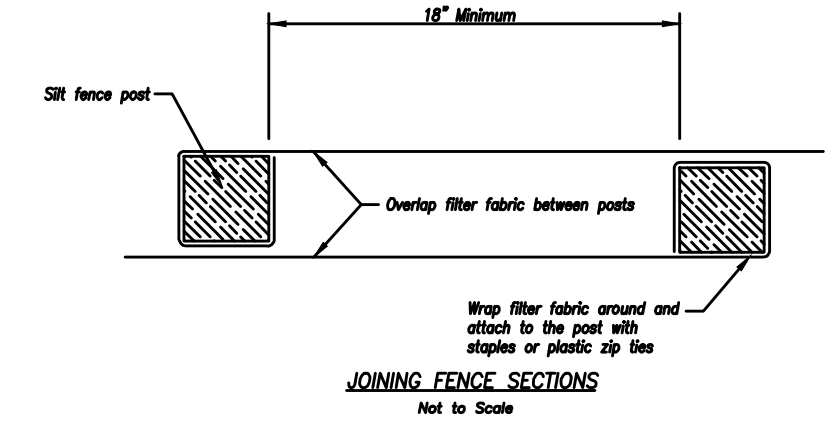 18" Minimum
Silt fence post
Overlap filter fabric between posts
Wrap filter fabric around and
attach to the post with
staples or plastic zip ties
JOINING FENCE SECTIONS
Not to Scale